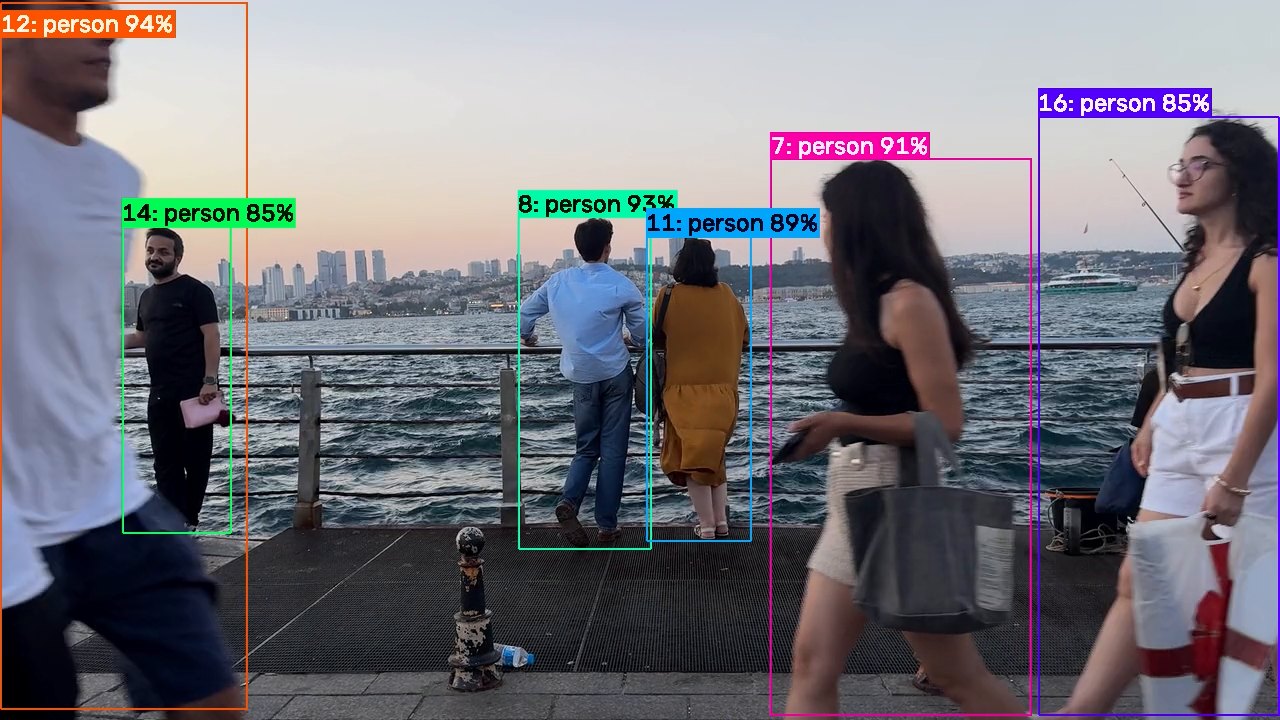 12: person 94%
16: person 85%
7: person 91%
14: person 85%
8: person 93%
11: person 89%